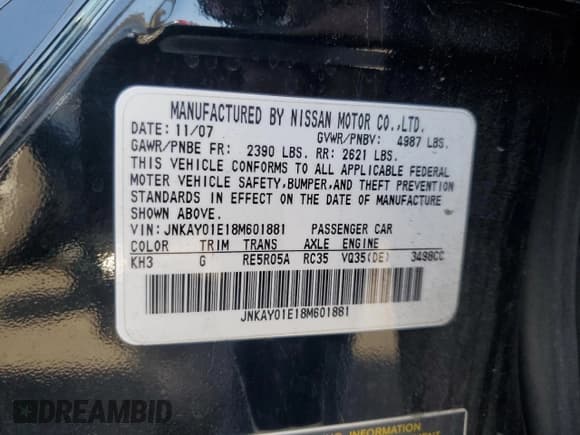 MANUFACTURED BY NISSAN MOTOR CO.,LTD.
DATE: 11/07 GVWR/PNBV: 4987 LBS.
GAWR/PNBE FR: 2390 LBS. RR: 2621 LBS.
THIS VEHICLE CONFORMS TO ALL APPLICABLE FEDERAL
MOTOR VEHICLE SAFETY,BUMPER,AND THEFT PREVENTION
STANDARDS IN EFFECT ON THE DATE OF MANUFACTURE
SHOWN ABOVE.
VIN: JNKAY01E18M601881 PASSENGER CAR
COLOR TRIM TRANS AXLE ENGINE
KH3 G RE5R05A RC35 VQ35(DE) 3498CC
JNKAY01E18M601881
INFORMATION
DREAMBID